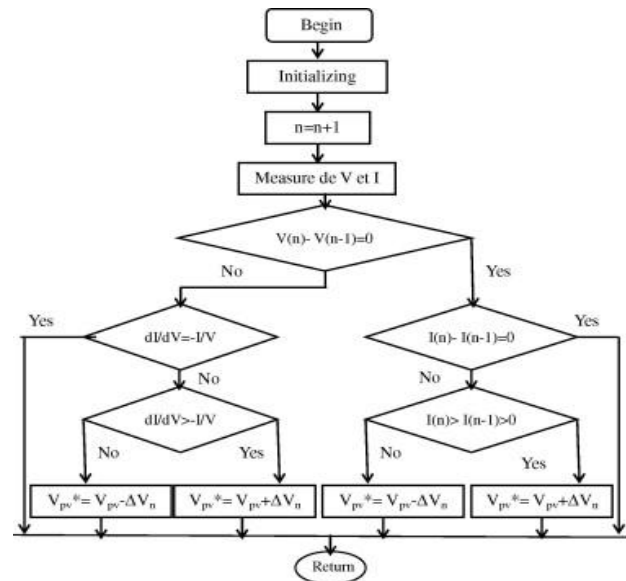 Begin
Initializing
n=n+1
Measure de V et I
V(n)- V(n-1)=0
No
Yes
Yes
dI/dV=-I/V
I(n)- I(n-1)=0
Yes
No
No
dI/dV>-I/V
I(n)> I(n-1)>0
No
Yes
No
Yes
Vpv*= Vpv-ΔVn
Vpv*= Vpv+ΔVn
Vpv*= Vpv-ΔVn
Vpv*= Vpv+ΔVn
Return